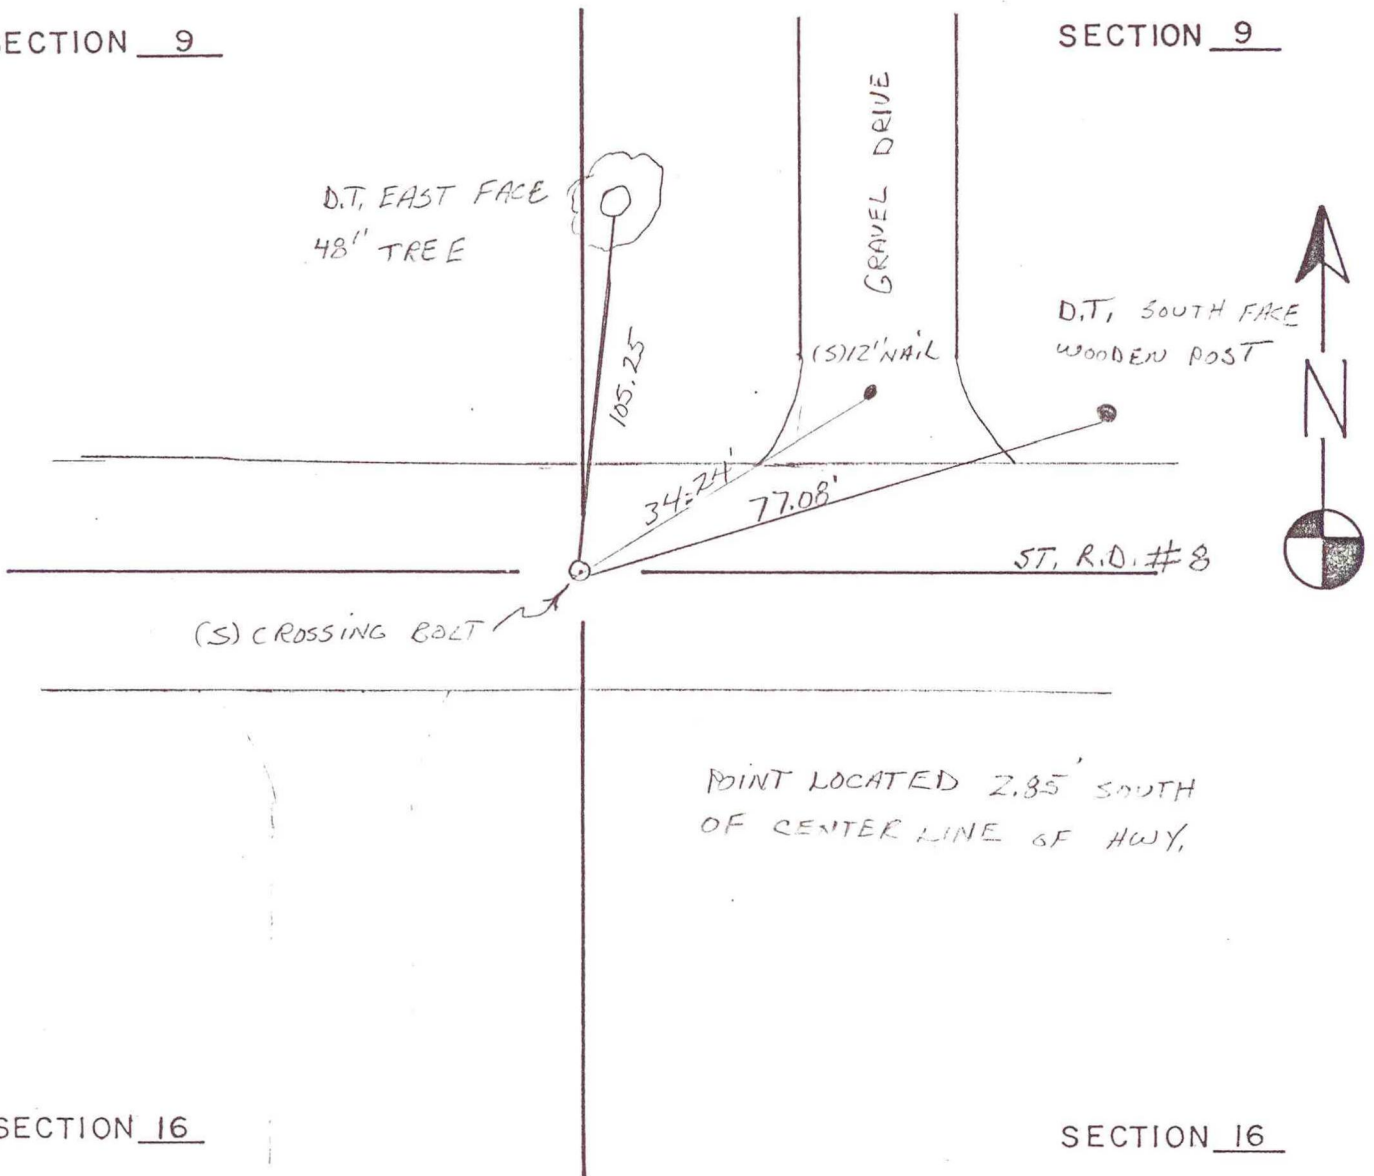 SECTION 9
SECTION 9
GRAVEL DRIVE
D.T. EAST FACE
48" TREE
D.T. SOUTH FACE
WOODEN POST
(S) 12" NAIL
105.25
N
34.24'
77.08'
ST. R.D. #8
(S) CROSSING BOLT
POINT LOCATED 2.85' SOUTH
OF CENTER LINE OF HWY.
SECTION 16
SECTION 16